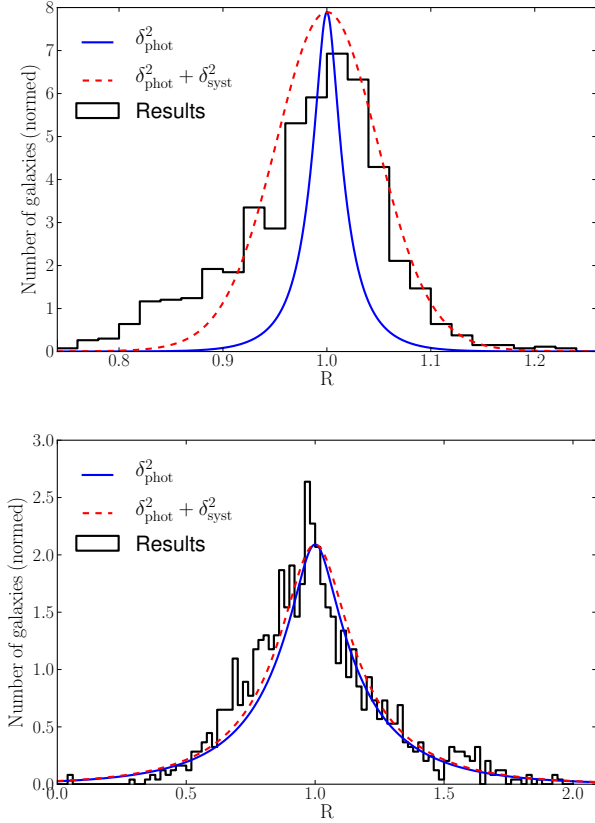 8
7
6
5
4
3
2
1
0
Number of galaxies (normed)
δ²phot
δ²phot + δ²syst
Results
0.8 0.9 1.0 1.1 1.2
R
3.0
2.5
2.0
1.5
1.0
0.5
0.0
Number of galaxies (normed)
δ²phot
δ²phot + δ²syst
Results
0.0 0.5 1.0 1.5 2.0
R